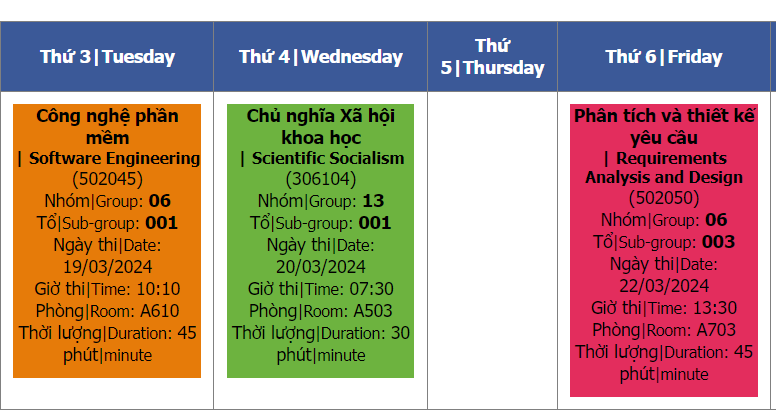 Thứ 3|Tuesday
Thứ 4|Wednesday
Thứ
5|Thursday
Thứ 6|Friday
Công nghệ phần
mềm
| Software Engineering
(502045)
Nhóm|Group: 06
Tổ|Sub-group: 001
Ngày thi|Date:
19/03/2024
Giờ thi|Time: 10:10
Phòng|Room: A610
Thời lượng|Duration: 45
phút|minute
Chủ nghĩa Xã hội
khoa học
| Scientific Socialism
(306104)
Nhóm|Group: 13
Tổ|Sub-group: 001
Ngày thi|Date:
20/03/2024
Giờ thi|Time: 07:30
Phòng|Room: A503
Thời lượng|Duration: 30
phút|minute
Phân tích và thiết kế
yêu cầu
| Requirements
Analysis and Design
(502050)
Nhóm|Group: 06
Tổ|Sub-group: 003
Ngày thi|Date:
22/03/2024
Giờ thi|Time: 13:30
Phòng|Room: A703
Thời lượng|Duration: 45
phút|minute